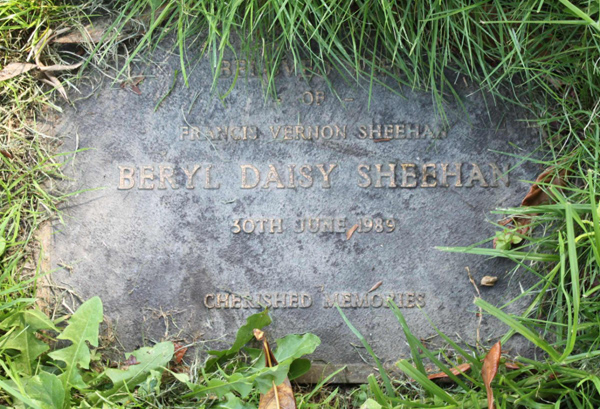 OF
FRANCIS VERNON SHEEHAN
BERYL DAISY SHEEHAN
30TH JUNE 1989
CHERISHED MEMORIES